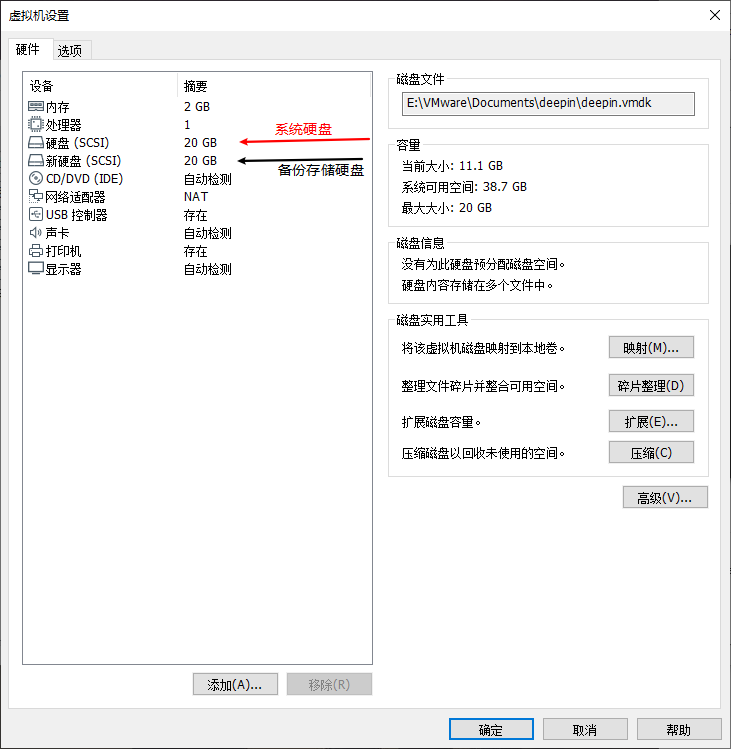 虚拟机设置
硬件 选项
设备 摘要
内存 2 GB
处理器 1
系统硬盘
硬盘 (SCSI) 20 GB
新硬盘 (SCSI) 20 GB
备份存储硬盘
CD/DVD (IDE) 自动检测
网络适配器 NAT
USB 控制器 存在
声卡 自动检测
打印机 存在
显示器 自动检测
添加(A)... 移除(R)
磁盘文件
E:\VMware\Documents\deepin\deepin.vmdk
容量
当前大小: 11.1 GB
系统可用空间: 38.7 GB
最大大小: 20 GB
磁盘信息
没有为此硬盘预分配磁盘空间。
硬盘内容存储在多个文件中。
磁盘实用工具
将该虚拟机磁盘映射到本地卷。 映射(M)...
整理文件碎片并整合可用空间。 碎片整理(D)
扩展磁盘容量。 扩展(E)...
压缩磁盘以回收未使用的空间。 压缩(C)
高级(V)...
确定 取消 帮助